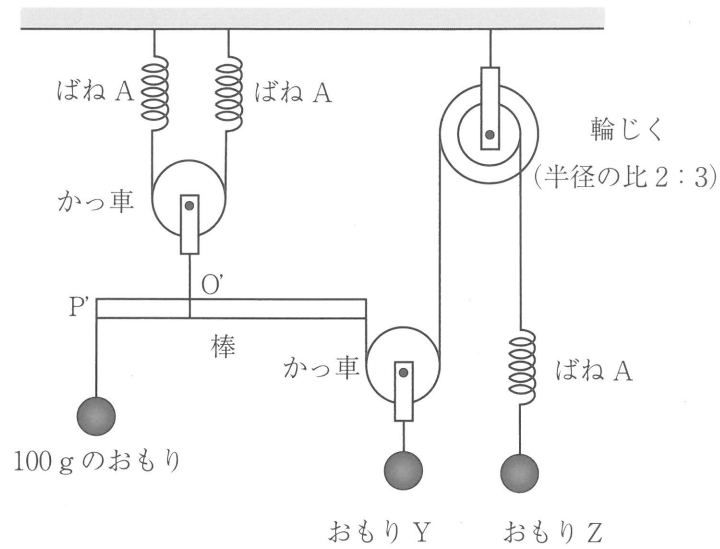 ばね A
ばね A
輪じく
(半径の比 2:3)
かっ車
O’
P’
棒
かっ車
ばね A
100 g のおもり
おもり Y
おもり Z